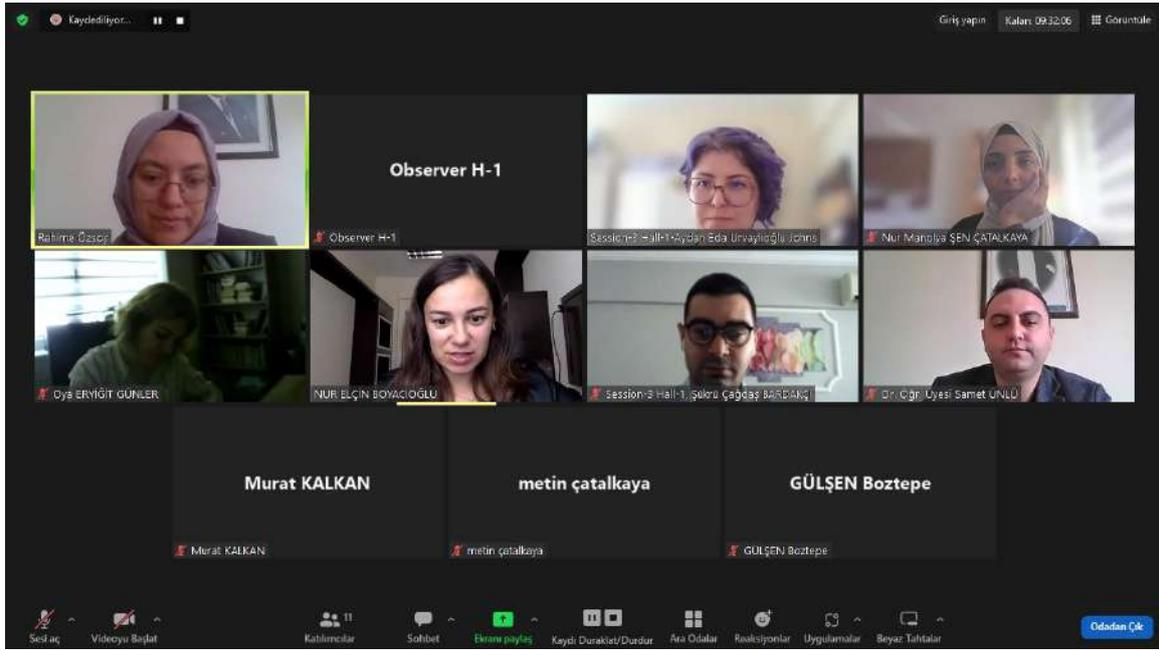 Kaydediliyor...
Giriş yapın
Kalan: 09:32:06
Görüntüle
Rahime Özsoy
Observer H-1
Observer H-1
Session-3 Hall-1-Aydan Eda Urvaylıoğlu Johns
Nur Manolya ŞEN ÇATALKAYA
Oya ERYİĞİT GÜNLER
NUR ELÇİN BOYACIOĞLU
Session-3 Hall-1, Şükrü Çağdaş BARDAKÇI
Dr. Öğr. Üyesi Samet ÜNLÜ
Murat KALKAN
Murat KALKAN
metin çatalkaya
metin çatalkaya
GÜLŞEN Boztepe
GÜLŞEN Boztepe
Sesi aç
Videoyu Başlat
11
Katılımcılar
Sohbet
Ekranı paylaş
Kaydı Duraklat/Durdur
Ara Odalar
Reaksiyonlar
Uygulamalar
Beyaz Tahtalar
Odadan Çık